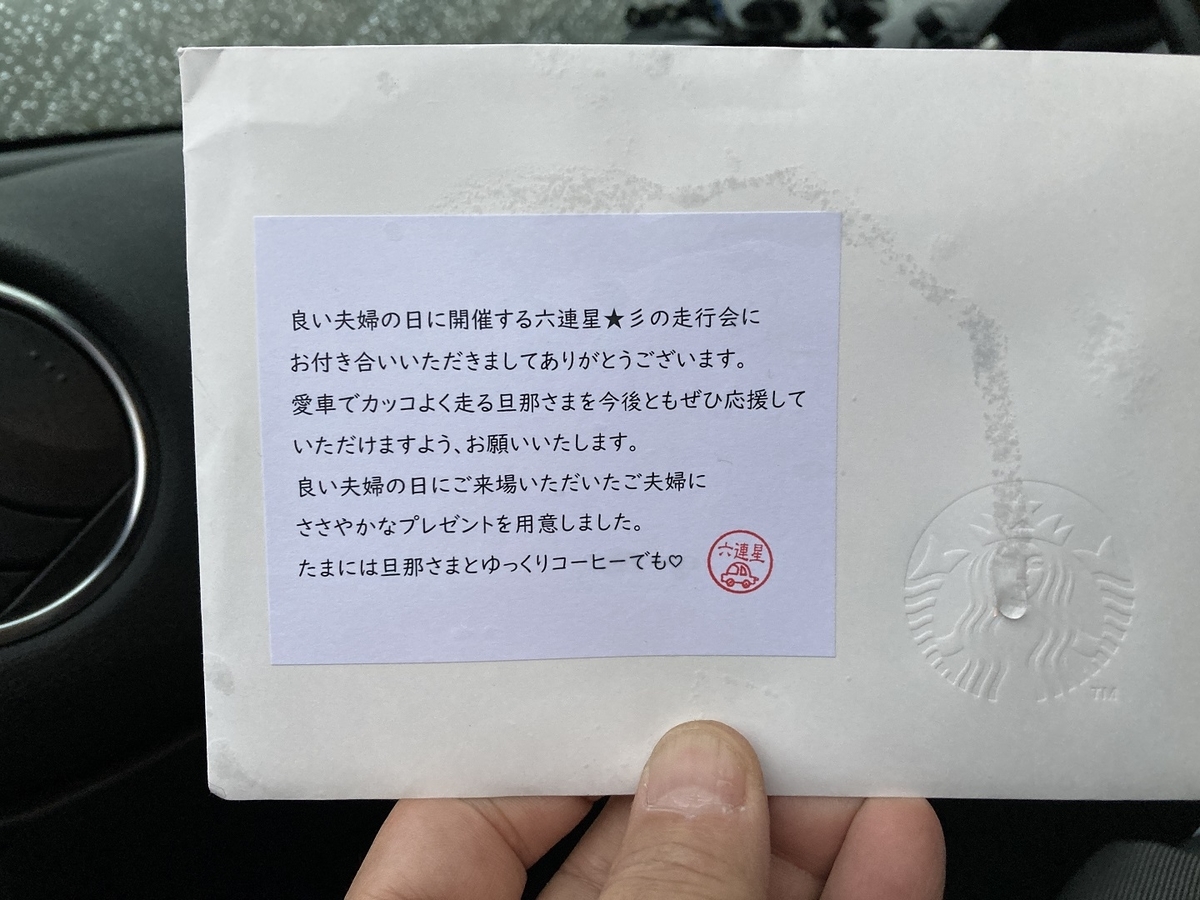 良い夫婦の日に開催する六連星★彡の走行会に
お付き合いいただきましてありがとうございます。
愛車でカッコよく走る旦那さまを今後ともぜひ応援して
いただけますよう、お願いいたします。
良い夫婦の日にご来場いただいたご夫婦に
ささやかなプレゼントを用意しました。
たまには旦那さまとゆっくりコーヒーでも♡
六連星
TM